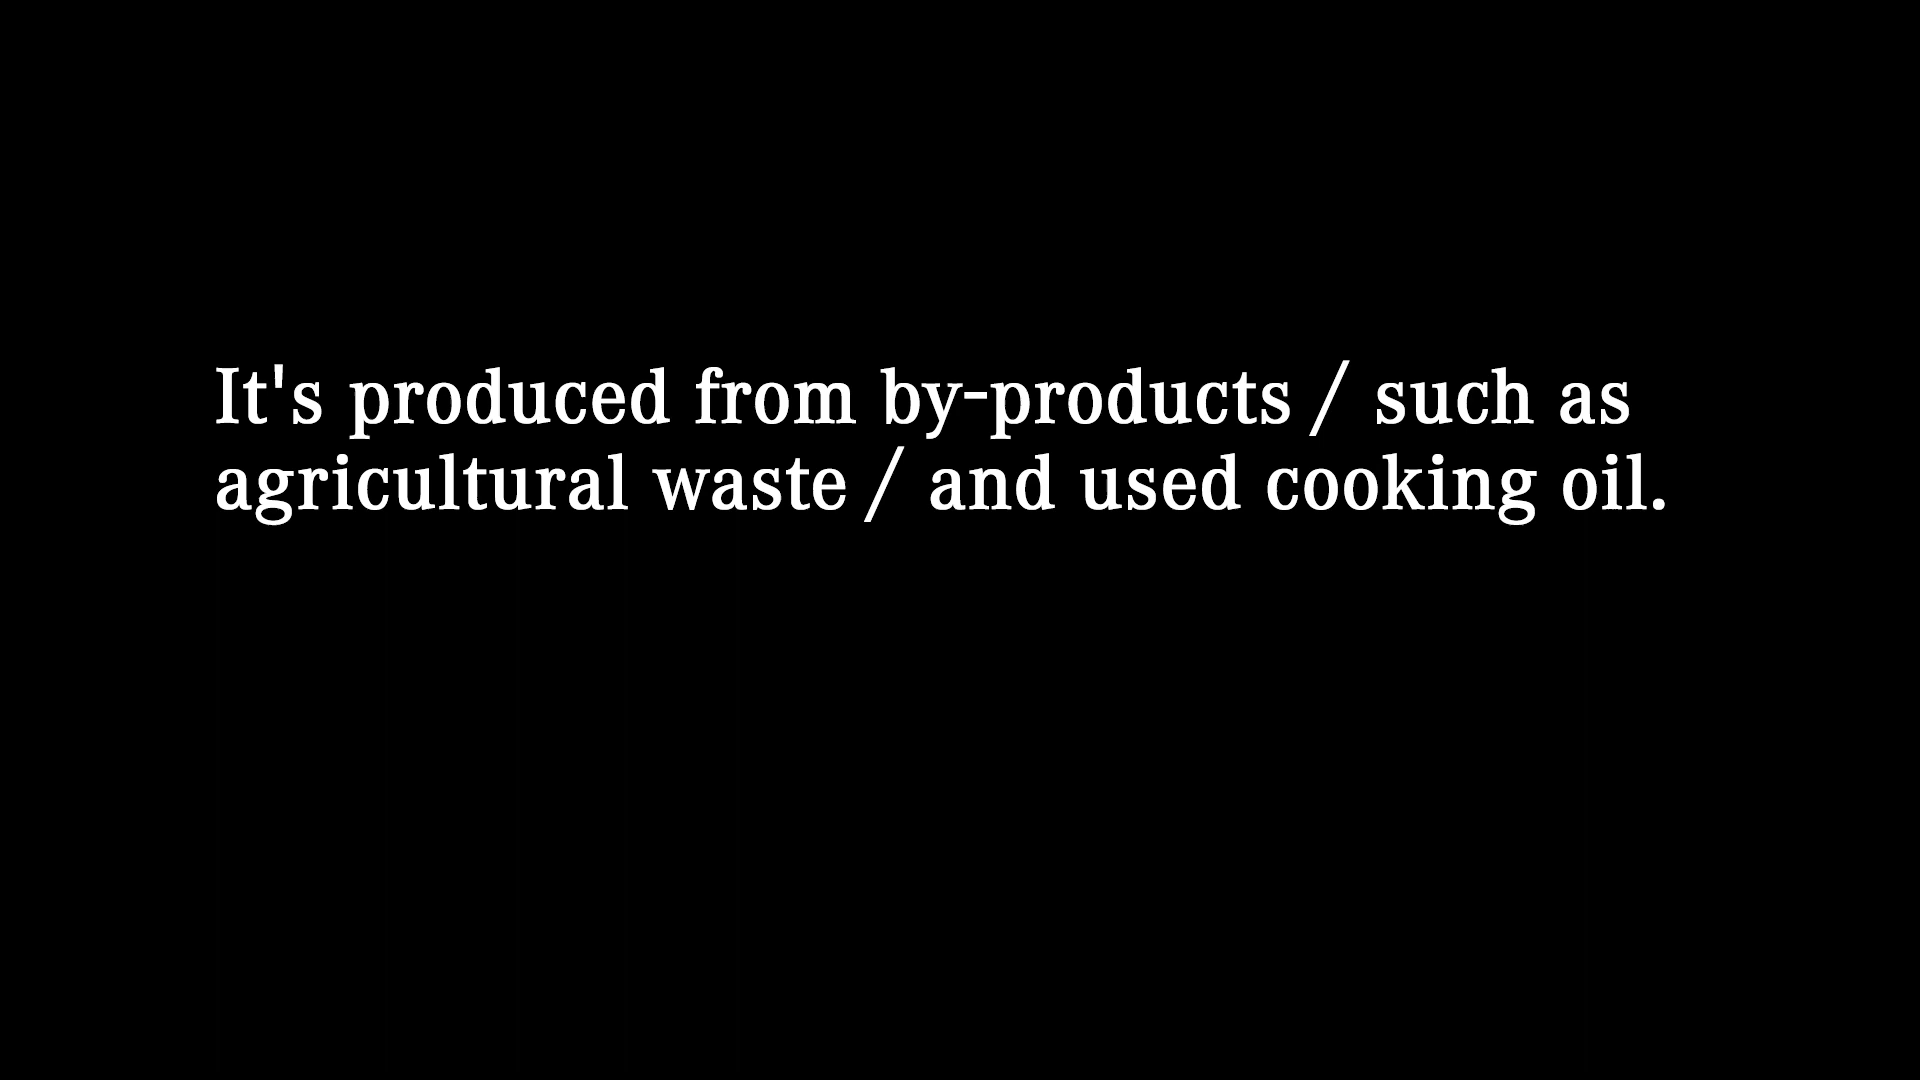 It's produced from by-products / such as
agricultural waste / and used cooking oil.